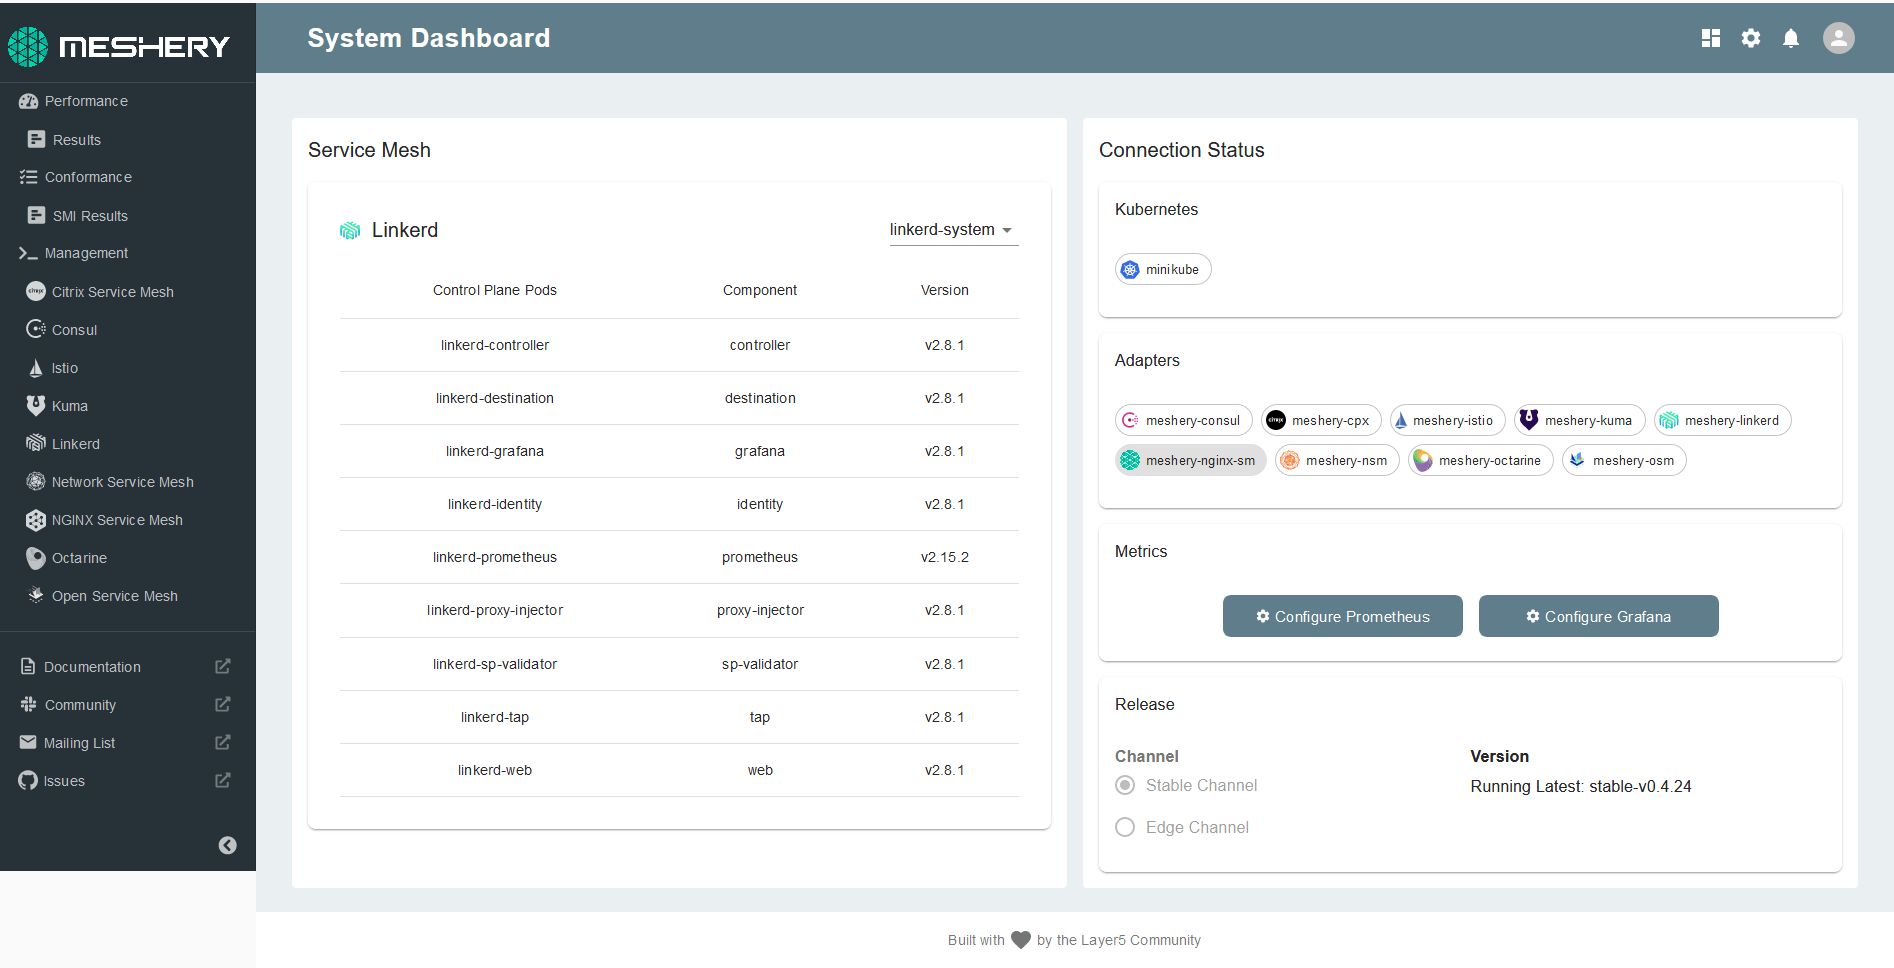 MESHERY
Performance
Results
Conformance
SMI Results
Management
Citrix Service Mesh
Consul
Istio
Kuma
Linkerd
Network Service Mesh
NGINX Service Mesh
Octarine
Open Service Mesh
Documentation
Community
Mailing List
Issues
System Dashboard
Service Mesh
Linkerd linkerd-system
Control Plane Pods Component Version
linkerd-controller controller v2.8.1
linkerd-destination destination v2.8.1
linkerd-grafana grafana v2.8.1
linkerd-identity identity v2.8.1
linkerd-prometheus prometheus v2.15.2
linkerd-proxy-injector proxy-injector v2.8.1
linkerd-sp-validator sp-validator v2.8.1
linkerd-tap tap v2.8.1
linkerd-web web v2.8.1
Connection Status
Kubernetes
minikube
Adapters
meshery-consul meshery-cpx meshery-istio meshery-kuma meshery-linkerd
meshery-nginx-sm meshery-nsm meshery-octarine meshery-osm
Metrics
Configure Prometheus Configure Grafana
Release
Channel Version
Stable Channel Running Latest: stable-v0.4.24
Edge Channel
Built with by the Layer5 Community